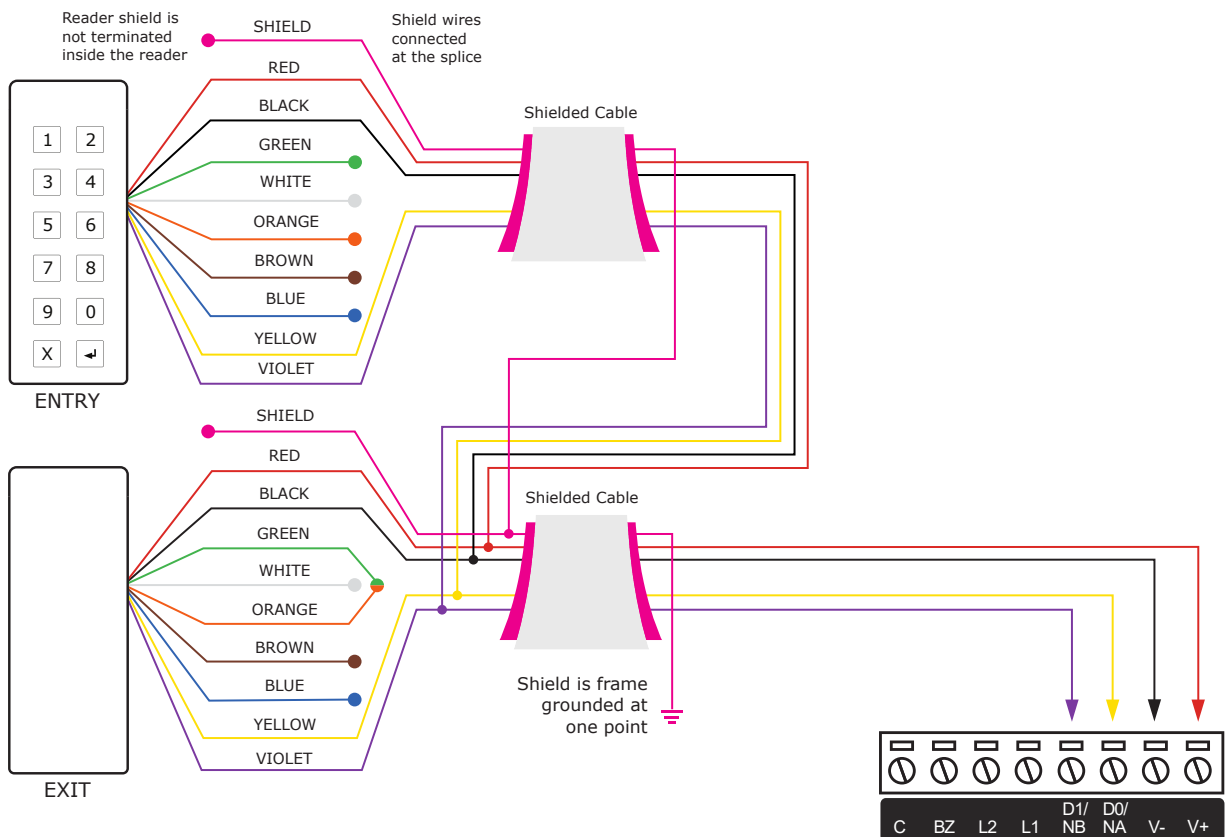 Reader shield is
not terminated
inside the reader
SHIELD
Shield wires
connected
at the splice
RED
BLACK
Shielded Cable
GREEN
WHITE
ORANGE
BROWN
BLUE
YELLOW
VIOLET
1 2
3 4
5 6
7 8
9 0
X ↵
ENTRY
SHIELD
RED
BLACK
Shielded Cable
GREEN
WHITE
ORANGE
BROWN
BLUE
YELLOW
VIOLET
EXIT
Shield is frame
grounded at
one point
C BZ L2 L1 D1/NB D0/NA V- V+